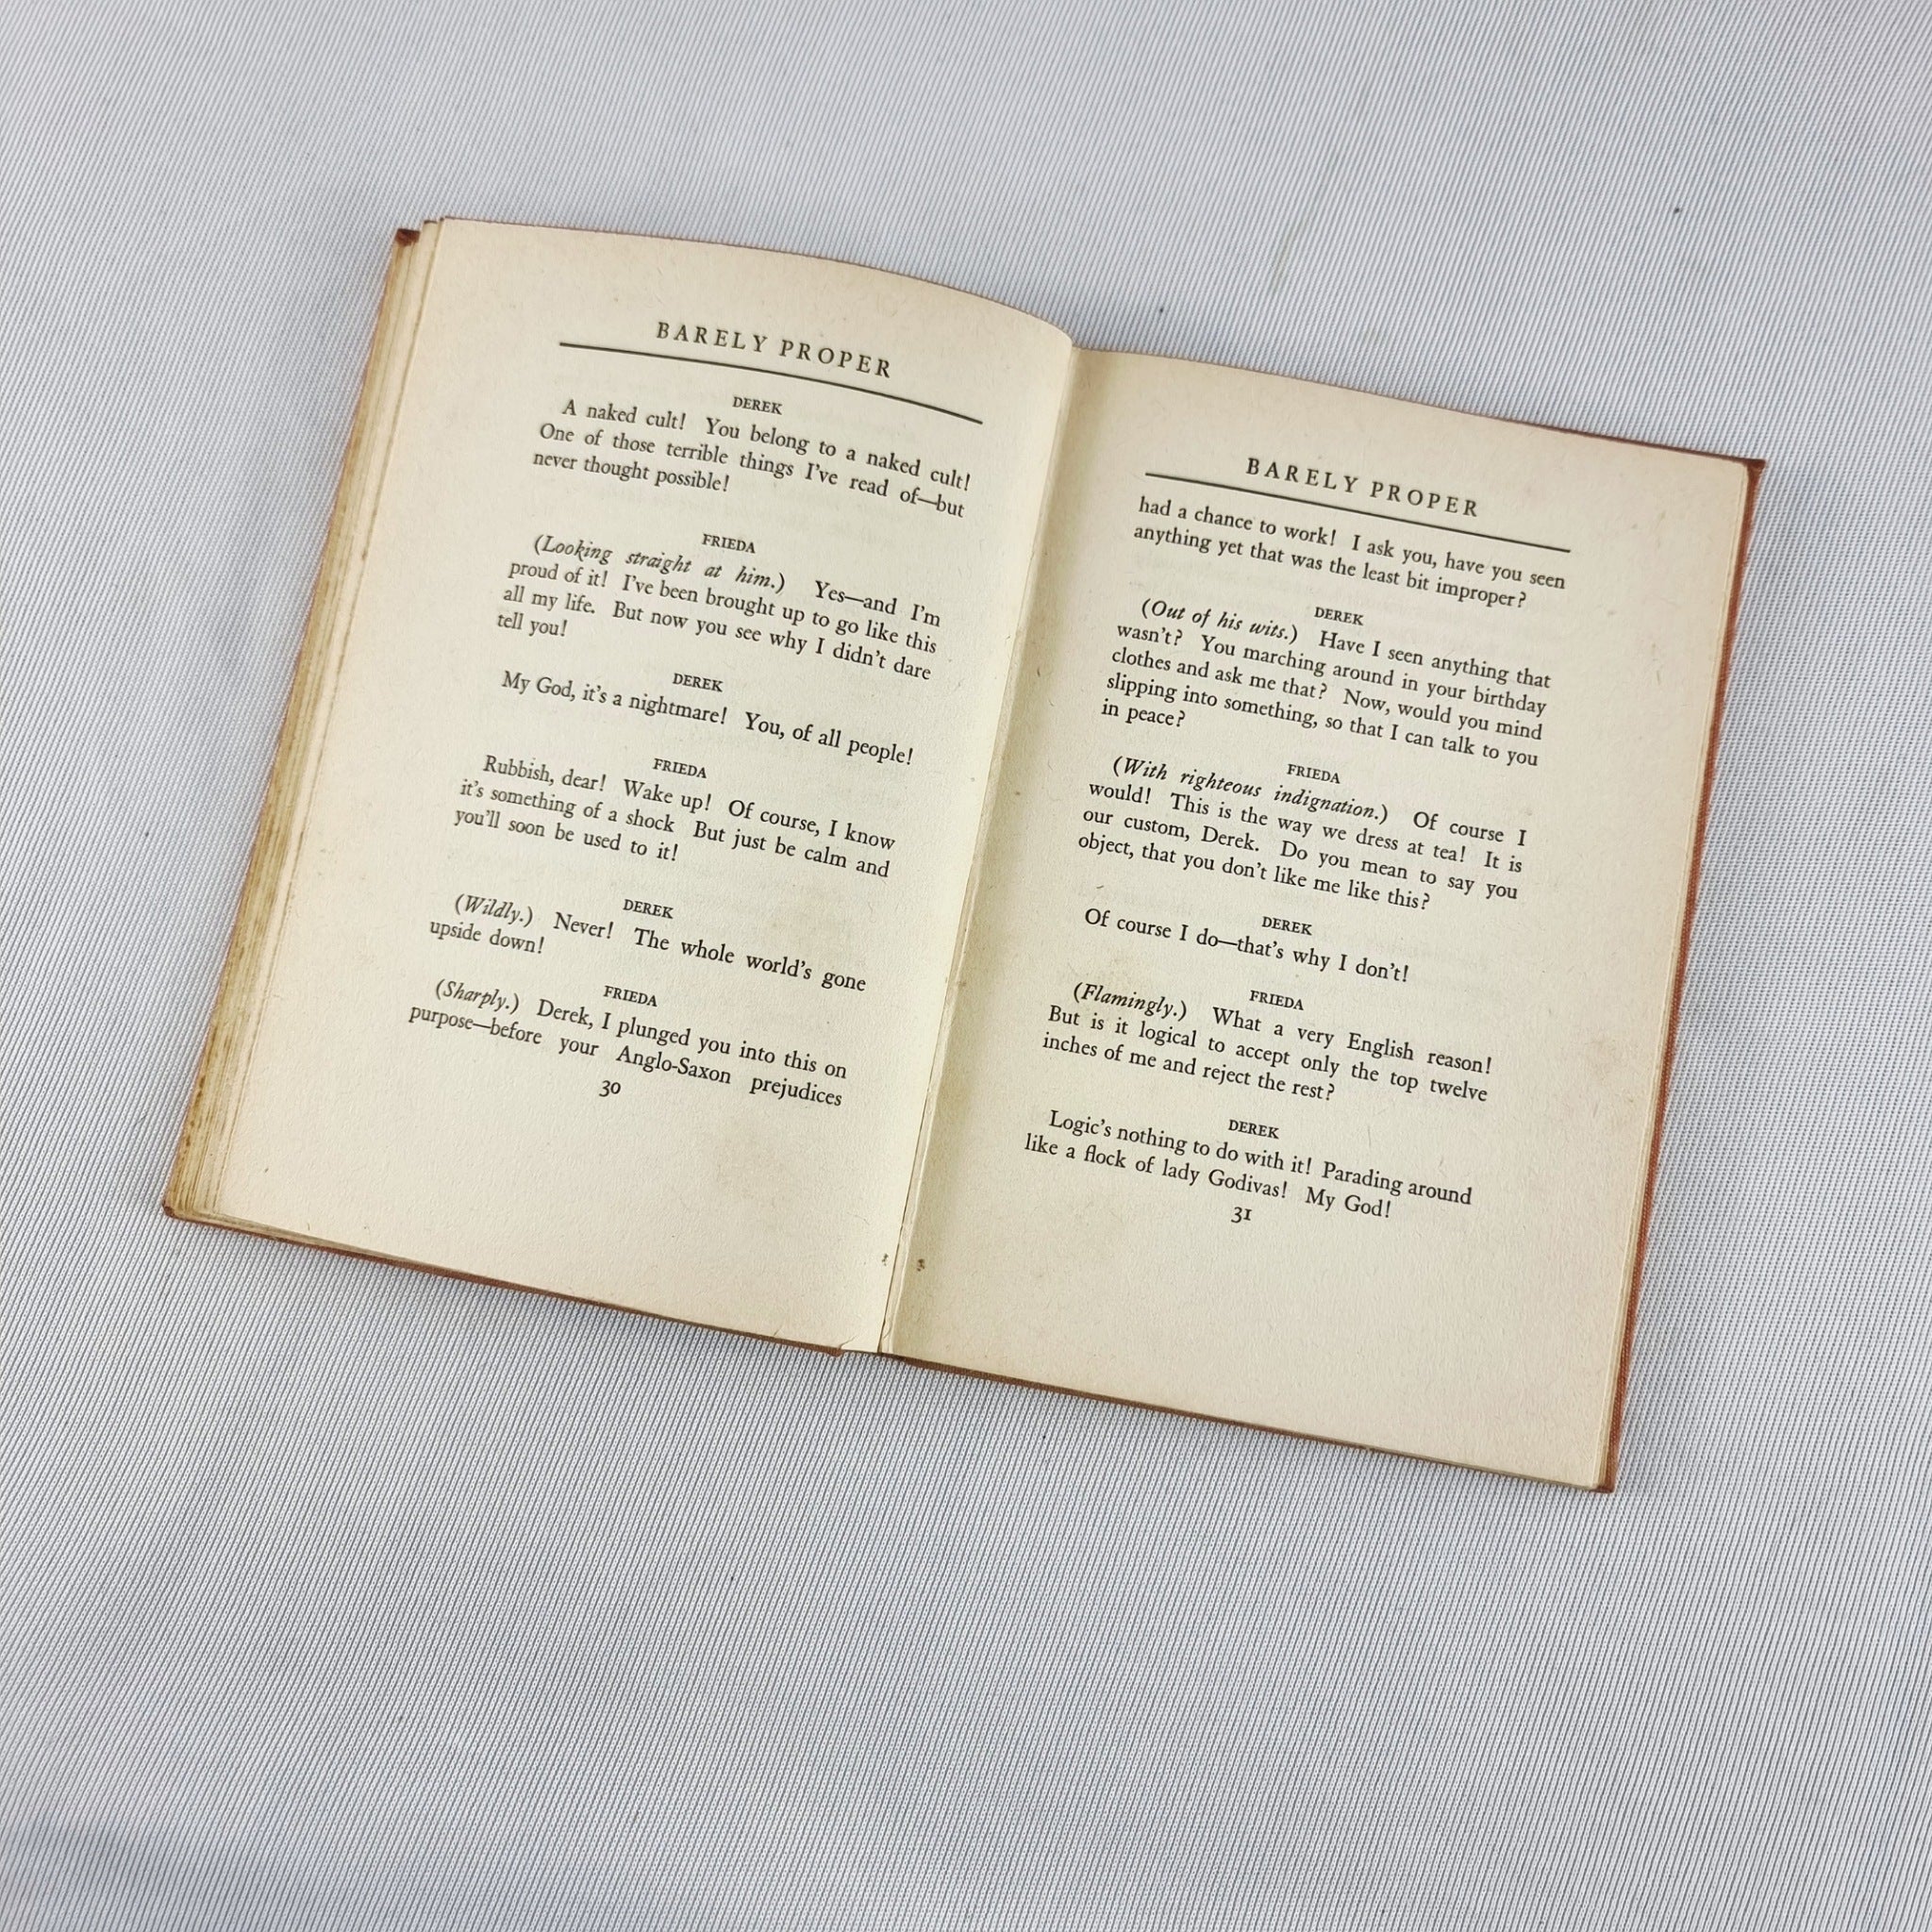 BARELY PROPER
DEREK
A naked cult! You belong to a naked cult!
One of those terrible things I've read of—but
never thought possible!
FRIEDA
(Looking straight at him.) Yes—and I'm
proud of it! I've been brought up to go like this
all my life. But now you see why I didn't dare
tell you!
DEREK
My God, it's a nightmare! You, of all people!
FRIEDA
Rubbish, dear! Wake up! Of course, I know
it's something of a shock But just be calm and
you'll soon be used to it!
DEREK
(Wildly.) Never! The whole world's gone
upside down!
FRIEDA
(Sharply.) Derek, I plunged you into this on
purpose—before your Anglo-Saxon prejudices
30
BARELY PROPER
had a chance to work! I ask you, have you seen
anything yet that was the least bit improper?
DEREK
(Out of his wits.) Have I seen anything that
wasn't? You marching around in your birthday
clothes and ask me that? Now, would you mind
slipping into something, so that I can talk to you
in peace?
FRIEDA
(With righteous indignation.) Of course I
would! This is the way we dress at tea! It is
our custom, Derek. Do you mean to say you
object, that you don't like me like this?
DEREK
Of course I do—that's why I don't!
FRIEDA
(Flamingly.) What a very English reason!
But is it logical to accept only the top twelve
inches of me and reject the rest?
DEREK
Logic's nothing to do with it! Parading around
like a flock of lady Godivas! My God!
31